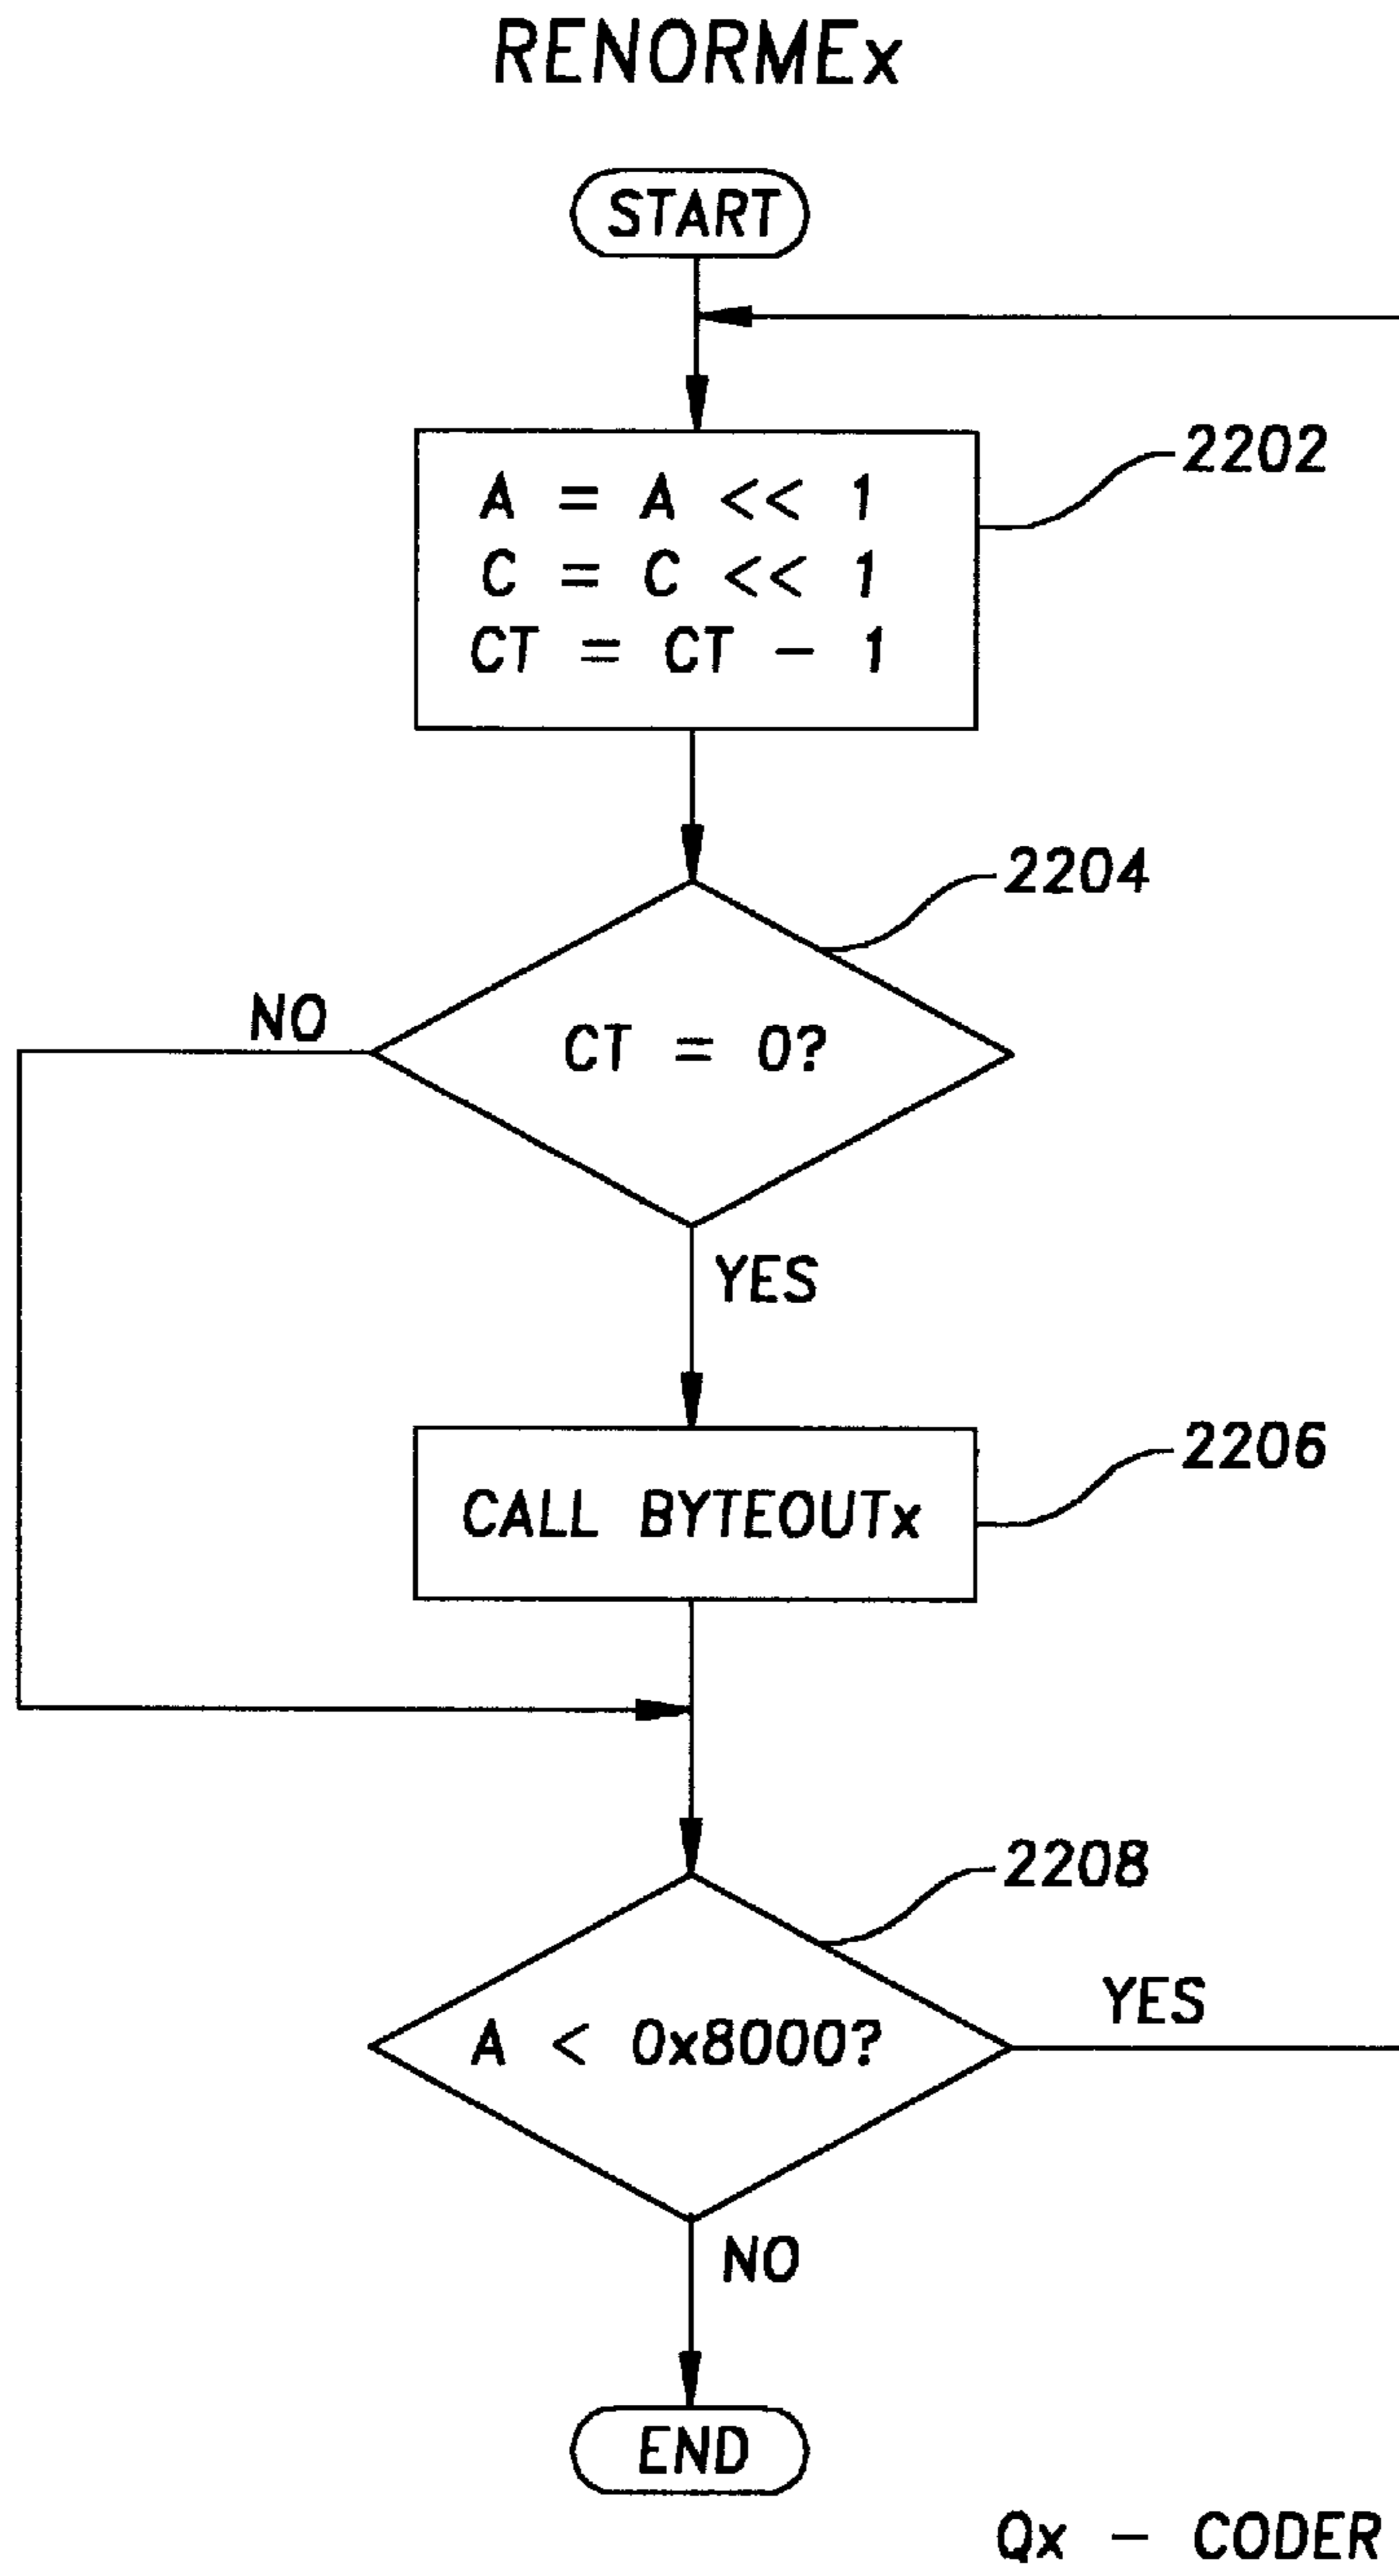 RENORMEx
START
2202
A = A << 1
C = C << 1
CT = CT - 1
2204
NO
CT = 0?
YES
2206
CALL BYTEOUTx
2208
YES
A < 0x8000?
NO
END
Qx - CODER